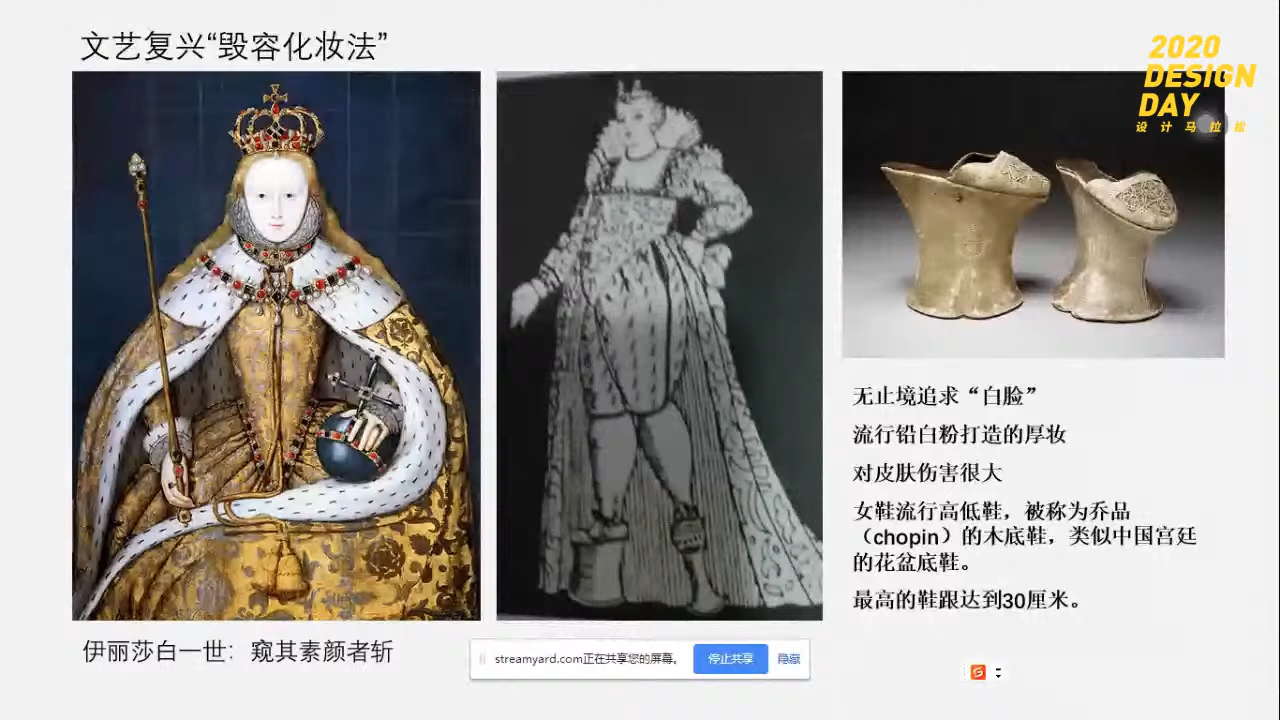 文艺复兴“毁容化妆法”
2020
DESIGN
DAY
设计马拉松
无止境追求“白脸”
流行铅白粉打造的厚妆
对皮肤伤害很大
女鞋流行高低鞋，被称为乔品
（chopin）的木底鞋，类似中国宫廷
的花盆底鞋。
最高的鞋跟达到30厘米。
伊丽莎白一世：窥其素颜者斩
streamyard.com正在共享您的屏幕。
停止共享
隐藏